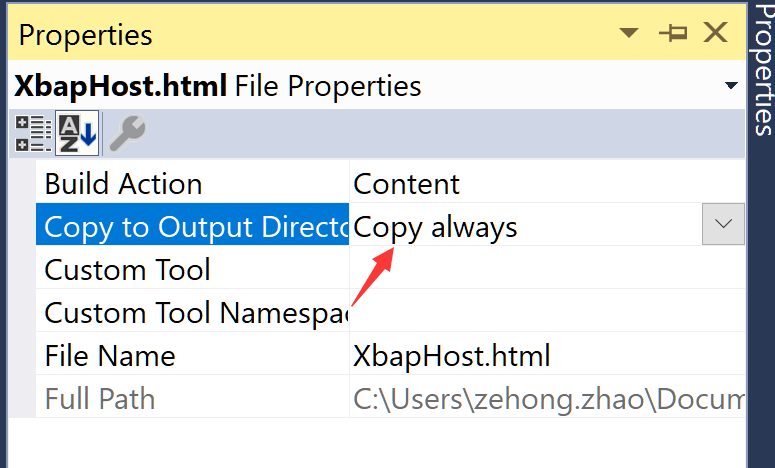 Properties
Properties
XbapHost.html File Properties
Build Action Content
Copy to Output Directo Copy always
Custom Tool
Custom Tool Namespac
File Name XbapHost.html
Full Path C:\Users\zehong.zhao\Docum